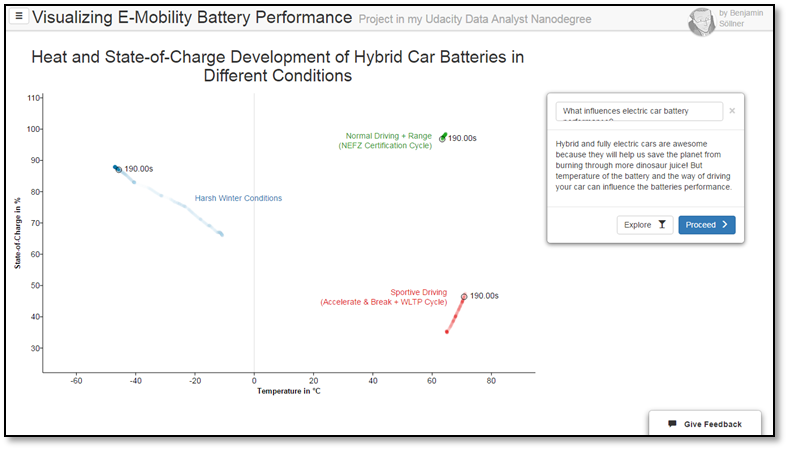 ☰ Visualizing E-Mobility Battery Performance Project in my Udacity Data Analyst Nanodegree
by Benjamin
Söllner
Heat and State-of-Charge Development of Hybrid Car Batteries in
Different Conditions
State-of-Charge in %
110
100
90
80
70
60
50
40
30
Normal Driving + Range
(NEFZ Certification Cycle)
190.00s
190.00s
Harsh Winter Conditions
Sportive Driving
(Accelerate & Break + WLTP Cycle)
190.00s
-60 -40 -20 0 20 40 60 80
Temperature in °C
What influences electric car battery
performance?
×
Hybrid and fully electric cars are awesome
because they will help us save the planet from
burning through more dinosaur juice! But
temperature of the battery and the way of driving
your car can influence the batteries performance.
Explore
Proceed
Give Feedback